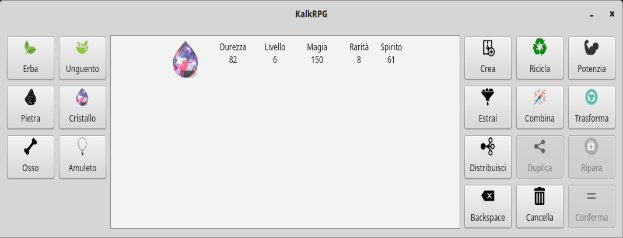 KalkRPG
Erba Unguento
Pietra Cristallo
Osso Amuleto
Durezza Livello Magia Rarità Spirito
82 6 150 8 61
Crea Ricicla Potenzia
Estrai Combina Trasforma
Distribuisci Duplica Ripara
Backspace Cancella Conferma